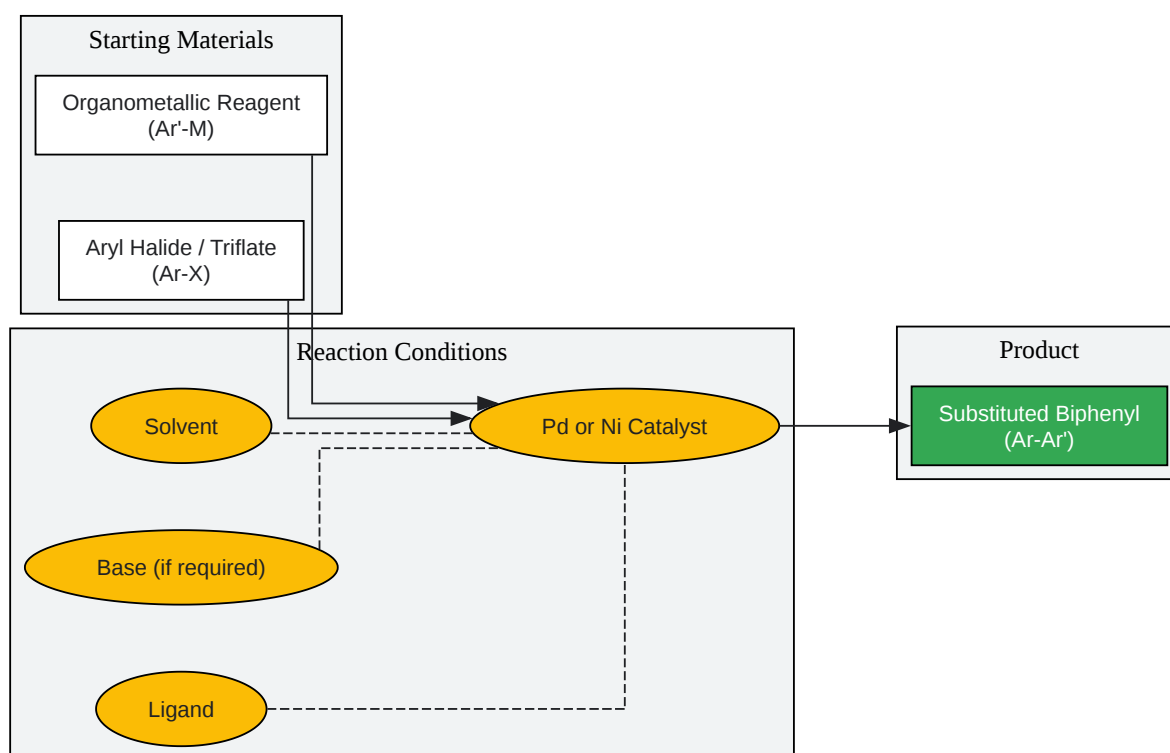 Starting Materials
Organometallic Reagent
(Ar'-M)
Aryl Halide / Triflate
(Ar-X)
Reaction Conditions
Solvent
Pd or Ni Catalyst
Base (if required)
Ligand
Product
Substituted Biphenyl
(Ar-Ar')